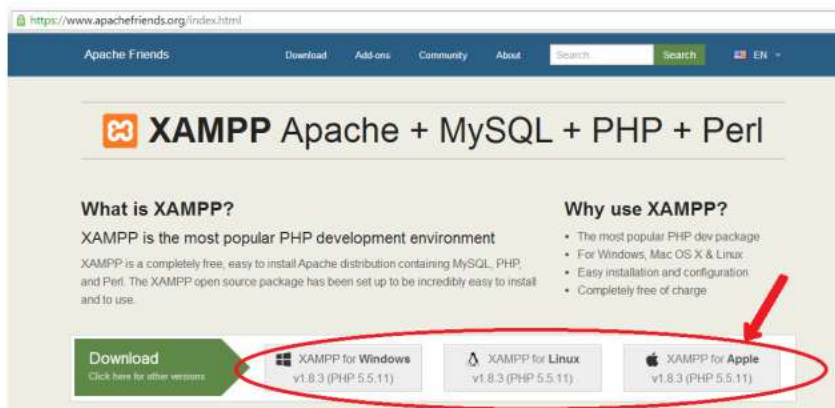 https://www.apachefriends.org/index.html
Apache Friends Download Add-ons Community About Search... Search EN
XAMPP Apache + MySQL + PHP + Perl
What is XAMPP?
XAMPP is the most popular PHP development environment
XAMPP is a completely free, easy to install Apache distribution containing MySQL, PHP,
and Perl. The XAMPP open source package has been set up to be incredibly easy to install
and to use.
Why use XAMPP?
• The most popular PHP dev package
• For Windows, Mac OS X & Linux
• Easy installation and configuration
• Completely free of charge
Download
Click here for other versions
XAMPP for Windows
v1.8.3 (PHP 5.5.11)
XAMPP for Linux
v1.8.3 (PHP 5.5.11)
XAMPP for Apple
v1.8.3 (PHP 5.5.11)